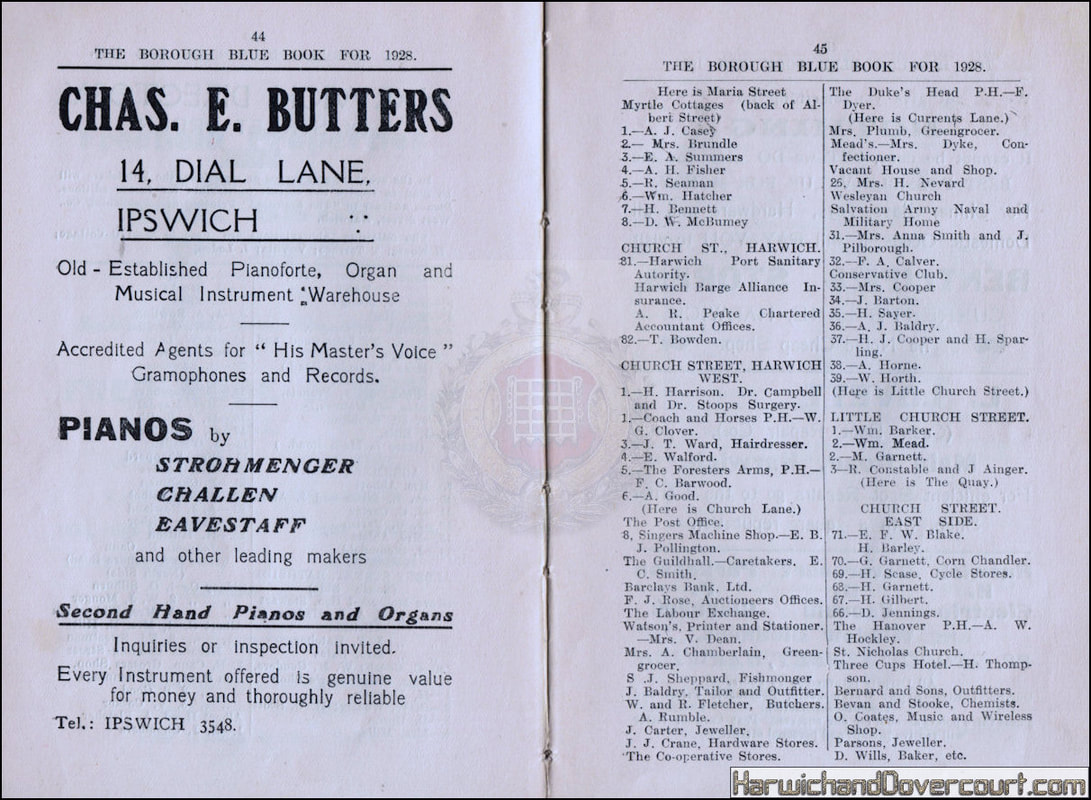 44
THE BOROUGH BLUE BOOK FOR 1928.
CHAS. E. BUTTERS
14, DIAL LANE,
IPSWICH :·
Old - Established Pianoforte, Organ and
Musical Instrument Warehouse
Accredited Agents for " His Master's Voice "
Gramophones and Records.
PIANOS by
STROHMENGER
CHALLEN
EAVESTAFF
and other leading makers
Second Hand Pianos and Organs
Inquiries or inspection invited.
Every Instrument offered is genuine value
for money and thoroughly reliable
Tel.: IPSWICH 3548.
45
THE BOROUGH BLUE BOOK FOR 1928.
Here is Maria Street
Myrtle Cottages (back of Al-
bert Street)
1.—A. J. Casey
2.— Mrs. Brundle
3.—E. A. Summers
4.—A. H. Fisher
5.—R. Seaman
6.—Wm. Hatcher
7.—H. Bennett
8.—D. W. McBurney
CHURCH ST., HARWICH.
81.—Harwich Port Sanitary
Autority.
Harwich Barge Alliance In-
surance.
A. R. Peake Chartered
Accountant Offices.
82.—T. Bowden.
CHURCH STREET, HARWICH
WEST.
1.—H. Harrison. Dr. Campbell
and Dr. Stoops Surgery.
1.—Coach and Horses P.H.—W.
G. Clover.
3.—J. T. Ward, Hairdresser.
4.—E. Walford.
5.—The Foresters Arms, P.H.—
F. C. Barwood.
6.—A. Good.
(Here is Church Lane.)
The Post Office.
8, Singers Machine Shop.—E. B.
J. Pollington.
The Guildhall.—Caretakers, E.
C. Smith.
Barclays Bank, Ltd.
F. J. Rose, Auctioneers Offices.
The Labour Exchange.
Watson's, Printer and Stationer.
—Mrs. V. Dean.
Mrs. A. Chamberlain, Green-
grocer.
S .J. Sheppard, Fishmonger
J. Baldry, Tailor and Outfitter.
W. and R. Fletcher, Butchers.
A. Rumble.
J. Carter, Jeweller.
J. J. Crane, Hardware Stores.
The Co-operative Stores.
The Duke's Head P.H.—F.
Dyer.
(Here is Currents Lane.)
Mrs. Plumb, Greengrocer.
Mead's.—Mrs. Dyke, Con-
fectioner.
Vacant House and Shop.
26, Mrs. H. Nevard
Wesleyan Church
Salvation Army Naval and
Military Home
31.—Mrs. Anna Smith and J.
Pilborough.
32.—F. A. Calver.
Conservative Club.
33.—Mrs. Cooper
34.—J. Barton.
35.—H. Sayer.
36.—A. J. Baldry.
37.—H. J. Cooper and H. Spar-
ling.
38.—A. Horne.
39.—W. Horth.
(Here is Little Church Street.)
LITTLE CHURCH STREET.
1.—Wm. Barker.
2.—Wm. Mead.
2.—M. Garnett.
3—R. Constable and J Ainger.
(Here is The Quay.)
CHURCH STREET.
EAST SIDE.
71.—E. F. W. Blake.
H. Barley.
70.—G. Garnett, Corn Chandler.
69.—H. Scase, Cycle Stores.
68.—H. Garnett.
67.—H. Gilbert.
66.—D. Jennings.
The Hanover P.H.—A. W.
Hockley.
St. Nicholas Church.
Three Cups Hotel.—H. Thomp-
son.
Bernard and Sons, Outfitters.
Bevan and Stooke, Chemists.
O. Coates, Music and Wireless
Shop.
Parsons, Jeweller.
D. Wills, Baker, etc.
HarwichandDovercourt.com